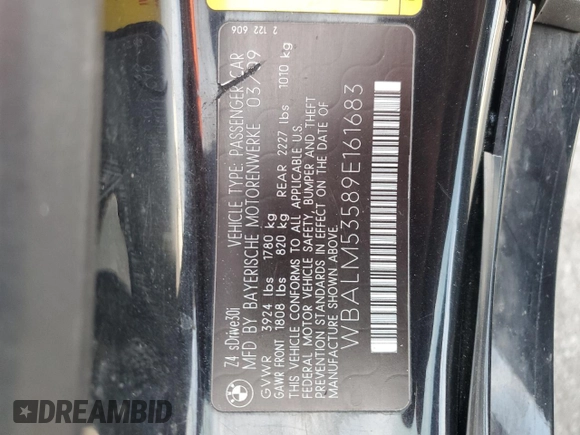 2 122 606
Z4 sDrive30i VEHICLE TYPE: PASSENGER CAR
MFD BY BAYERISCHE MOTORENWERKE 03/09
GVWR 3924 lbs 1780 kg
GAWR FRONT 1808 lbs 820 kg REAR 2227 lbs 1010 kg
THIS VEHICLE CONFORMS TO ALL APPLICABLE U.S.
FEDERAL MOTOR VEHICLE SAFETY, BUMPER AND THEFT
PREVENTION STANDARDS IN EFFECT ON THE DATE OF
MANUFACTURE SHOWN ABOVE.
WBALM53589E161683
BMW
DREAMBID